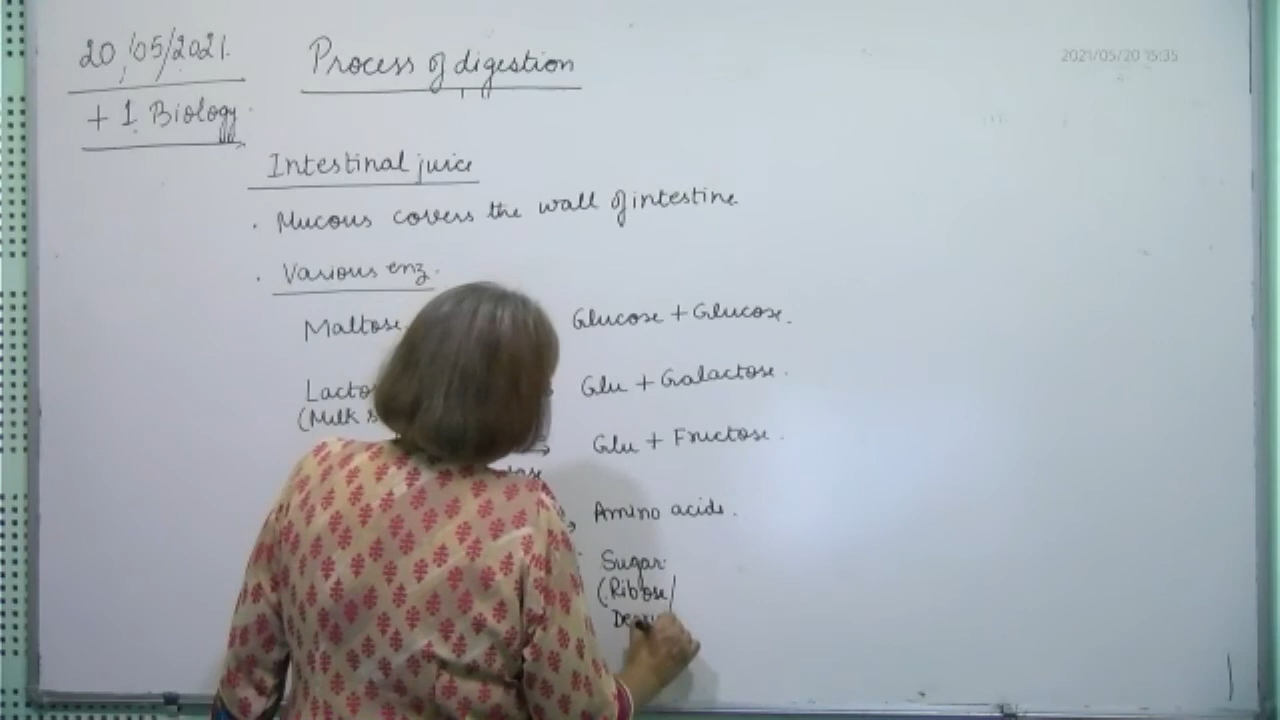 20/05/2021.
2021/05/20 15:35
Process of digestion
+ 1. Biology
Intestinal juice
. Mucous covers the wall of intestine
. Various enz.
Maltose Glucose + Glucose.
Glu + Galactose.
(Milk
Glu + Fructose.
Amino acids.
Sugar
(Ribose/